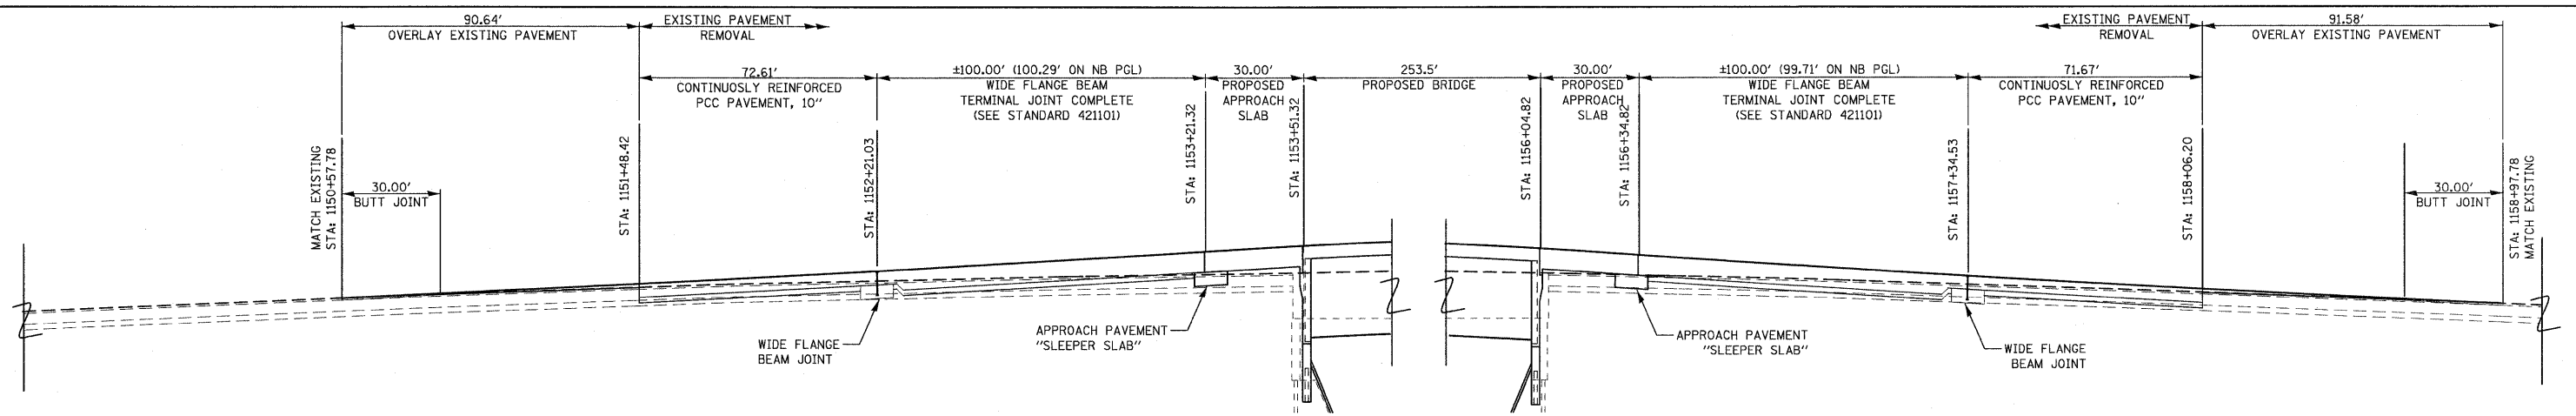 90.64'
OVERLAY EXISTING PAVEMENT
EXISTING PAVEMENT
REMOVAL
EXISTING PAVEMENT
REMOVAL
91.58'
OVERLAY EXISTING PAVEMENT
72.61'
CONTINUOSLY REINFORCED
PCC PAVEMENT, 10"
±100.00' (100.29' ON NB PGL)
WIDE FLANGE BEAM
TERMINAL JOINT COMPLETE
(SEE STANDARD 421101)
30.00'
PROPOSED
APPROACH
SLAB
253.5'
PROPOSED BRIDGE
30.00'
PROPOSED
APPROACH
SLAB
±100.00' (99.71' ON NB PGL)
WIDE FLANGE BEAM
TERMINAL JOINT COMPLETE
(SEE STANDARD 421101)
71.67'
CONTINUOSLY REINFORCED
PCC PAVEMENT, 10"
MATCH EXISTING
STA: 1150+57.78
30.00'
BUTT JOINT
STA: 1151+48.42
STA: 1152+21.03
STA: 1153+21.32
STA: 1153+51.32
STA: 1156+04.82
STA: 1156+34.82
STA: 1157+34.53
STA: 1158+06.20
30.00'
BUTT JOINT
STA: 1158+97.78
MATCH EXISTING
WIDE FLANGE
BEAM JOINT
APPROACH PAVEMENT
"SLEEPER SLAB"
APPROACH PAVEMENT
"SLEEPER SLAB"
WIDE FLANGE
BEAM JOINT